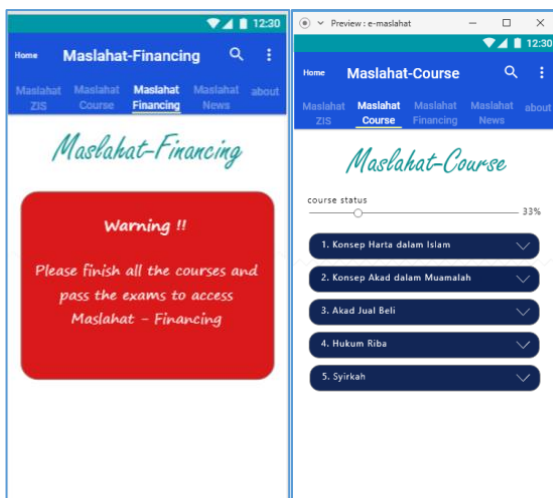 12:30
Home Maslahat-Financing
Maslahat ZIS Maslahat Course Maslahat Financing Maslahat News about
Maslahat-Financing
Warning !!
Please finish all the courses and
pass the exams to access
Maslahat - Financing
Preview : e-maslahat
12:30
Home Maslahat-Course
Maslahat ZIS Maslahat Course Maslahat Financing Maslahat News about
Maslahat-Course
course status
33%
1. Konsep Harta dalam Islam
2. Konsep Akad dalam Muamalah
3. Akad Jual Beli
4. Hukum Riba
5. Syirkah